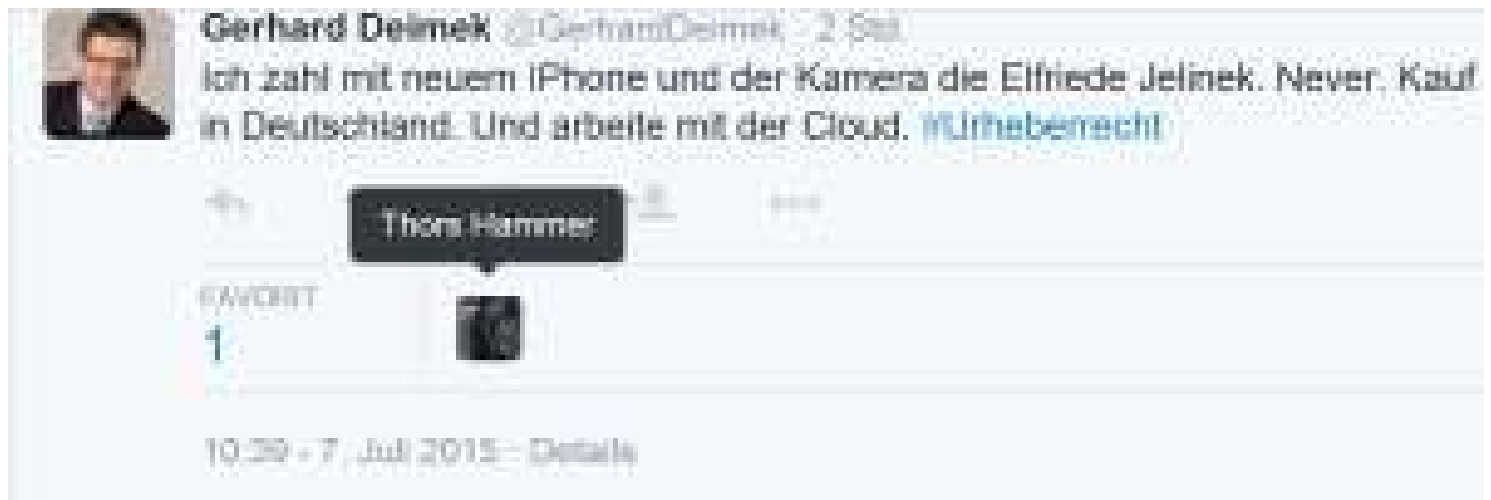 Gerhard Deimek @GerhardDeimek · 2 Std.
Ich zahl mit neuem IPhone und der Kamera die Elfriede Jelinek. Never. Kauf
in Deutschland. Und arbeite mit der Cloud. #Urheberrecht
Thors Hammer
FAVORIT
1
10:39 - 7. Juli 2015 · Details